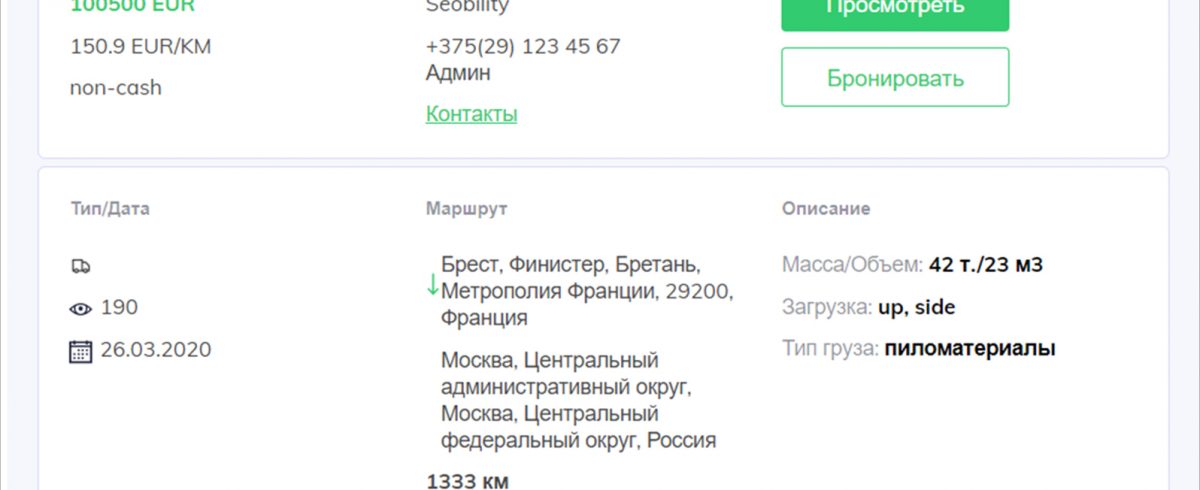 100500 EUR
Seobility
Просмотреть
150.9 EUR/KM
+375(29) 123 45 67
Админ
non-cash
Контакты
Бронировать
Тип/Дата
Маршрут
Описание
190
26.03.2020
Брест, Финистер, Бретань,
Метрополия Франции, 29200,
Франция
Москва, Центральный
административный округ,
Москва, Центральный
федеральный округ, Россия
1333 км
Масса/Объем: 42 т./23 м3
Загрузка: up, side
Тип груза: пиломатериалы